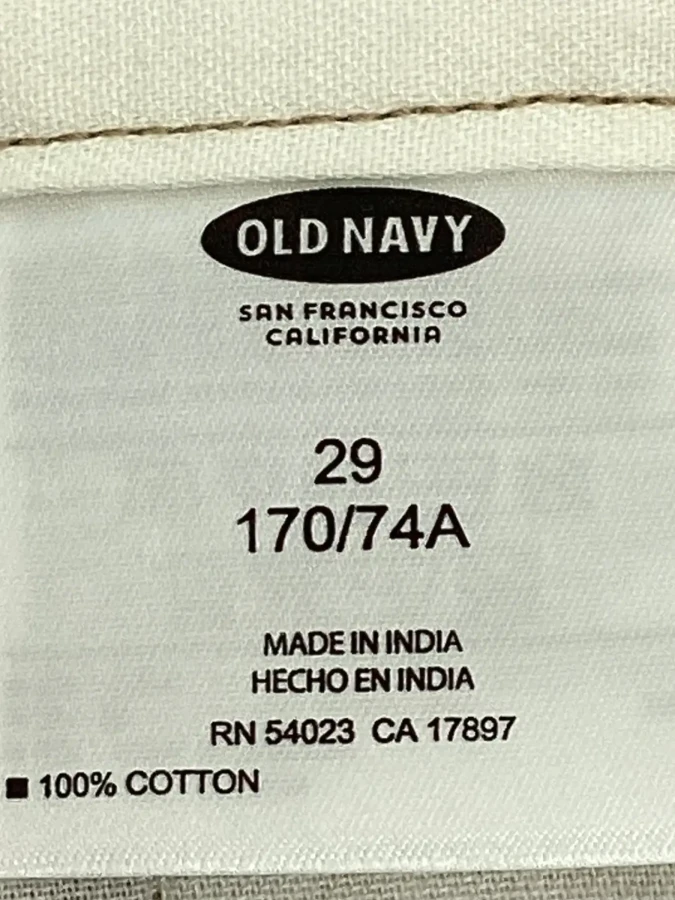 OLD NAVY
SAN FRANCISCO
CALIFORNIA
29
170/74A
MADE IN INDIA
HECHO EN INDIA
RN 54023 CA 17897
■ 100% COTTON